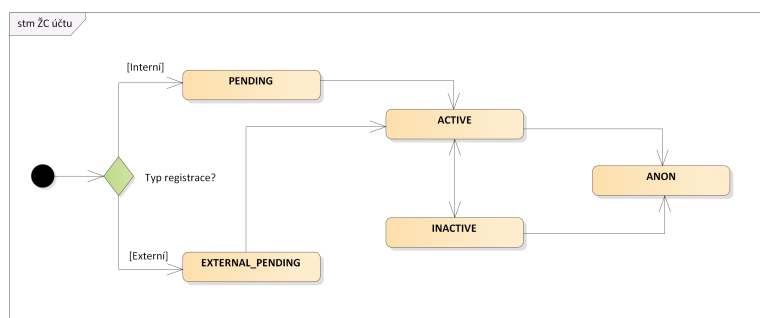 stm ŽC účtu
[Interní]
PENDING
ACTIVE
Typ registrace?
ANON
INACTIVE
[Externí]
EXTERNAL_PENDING